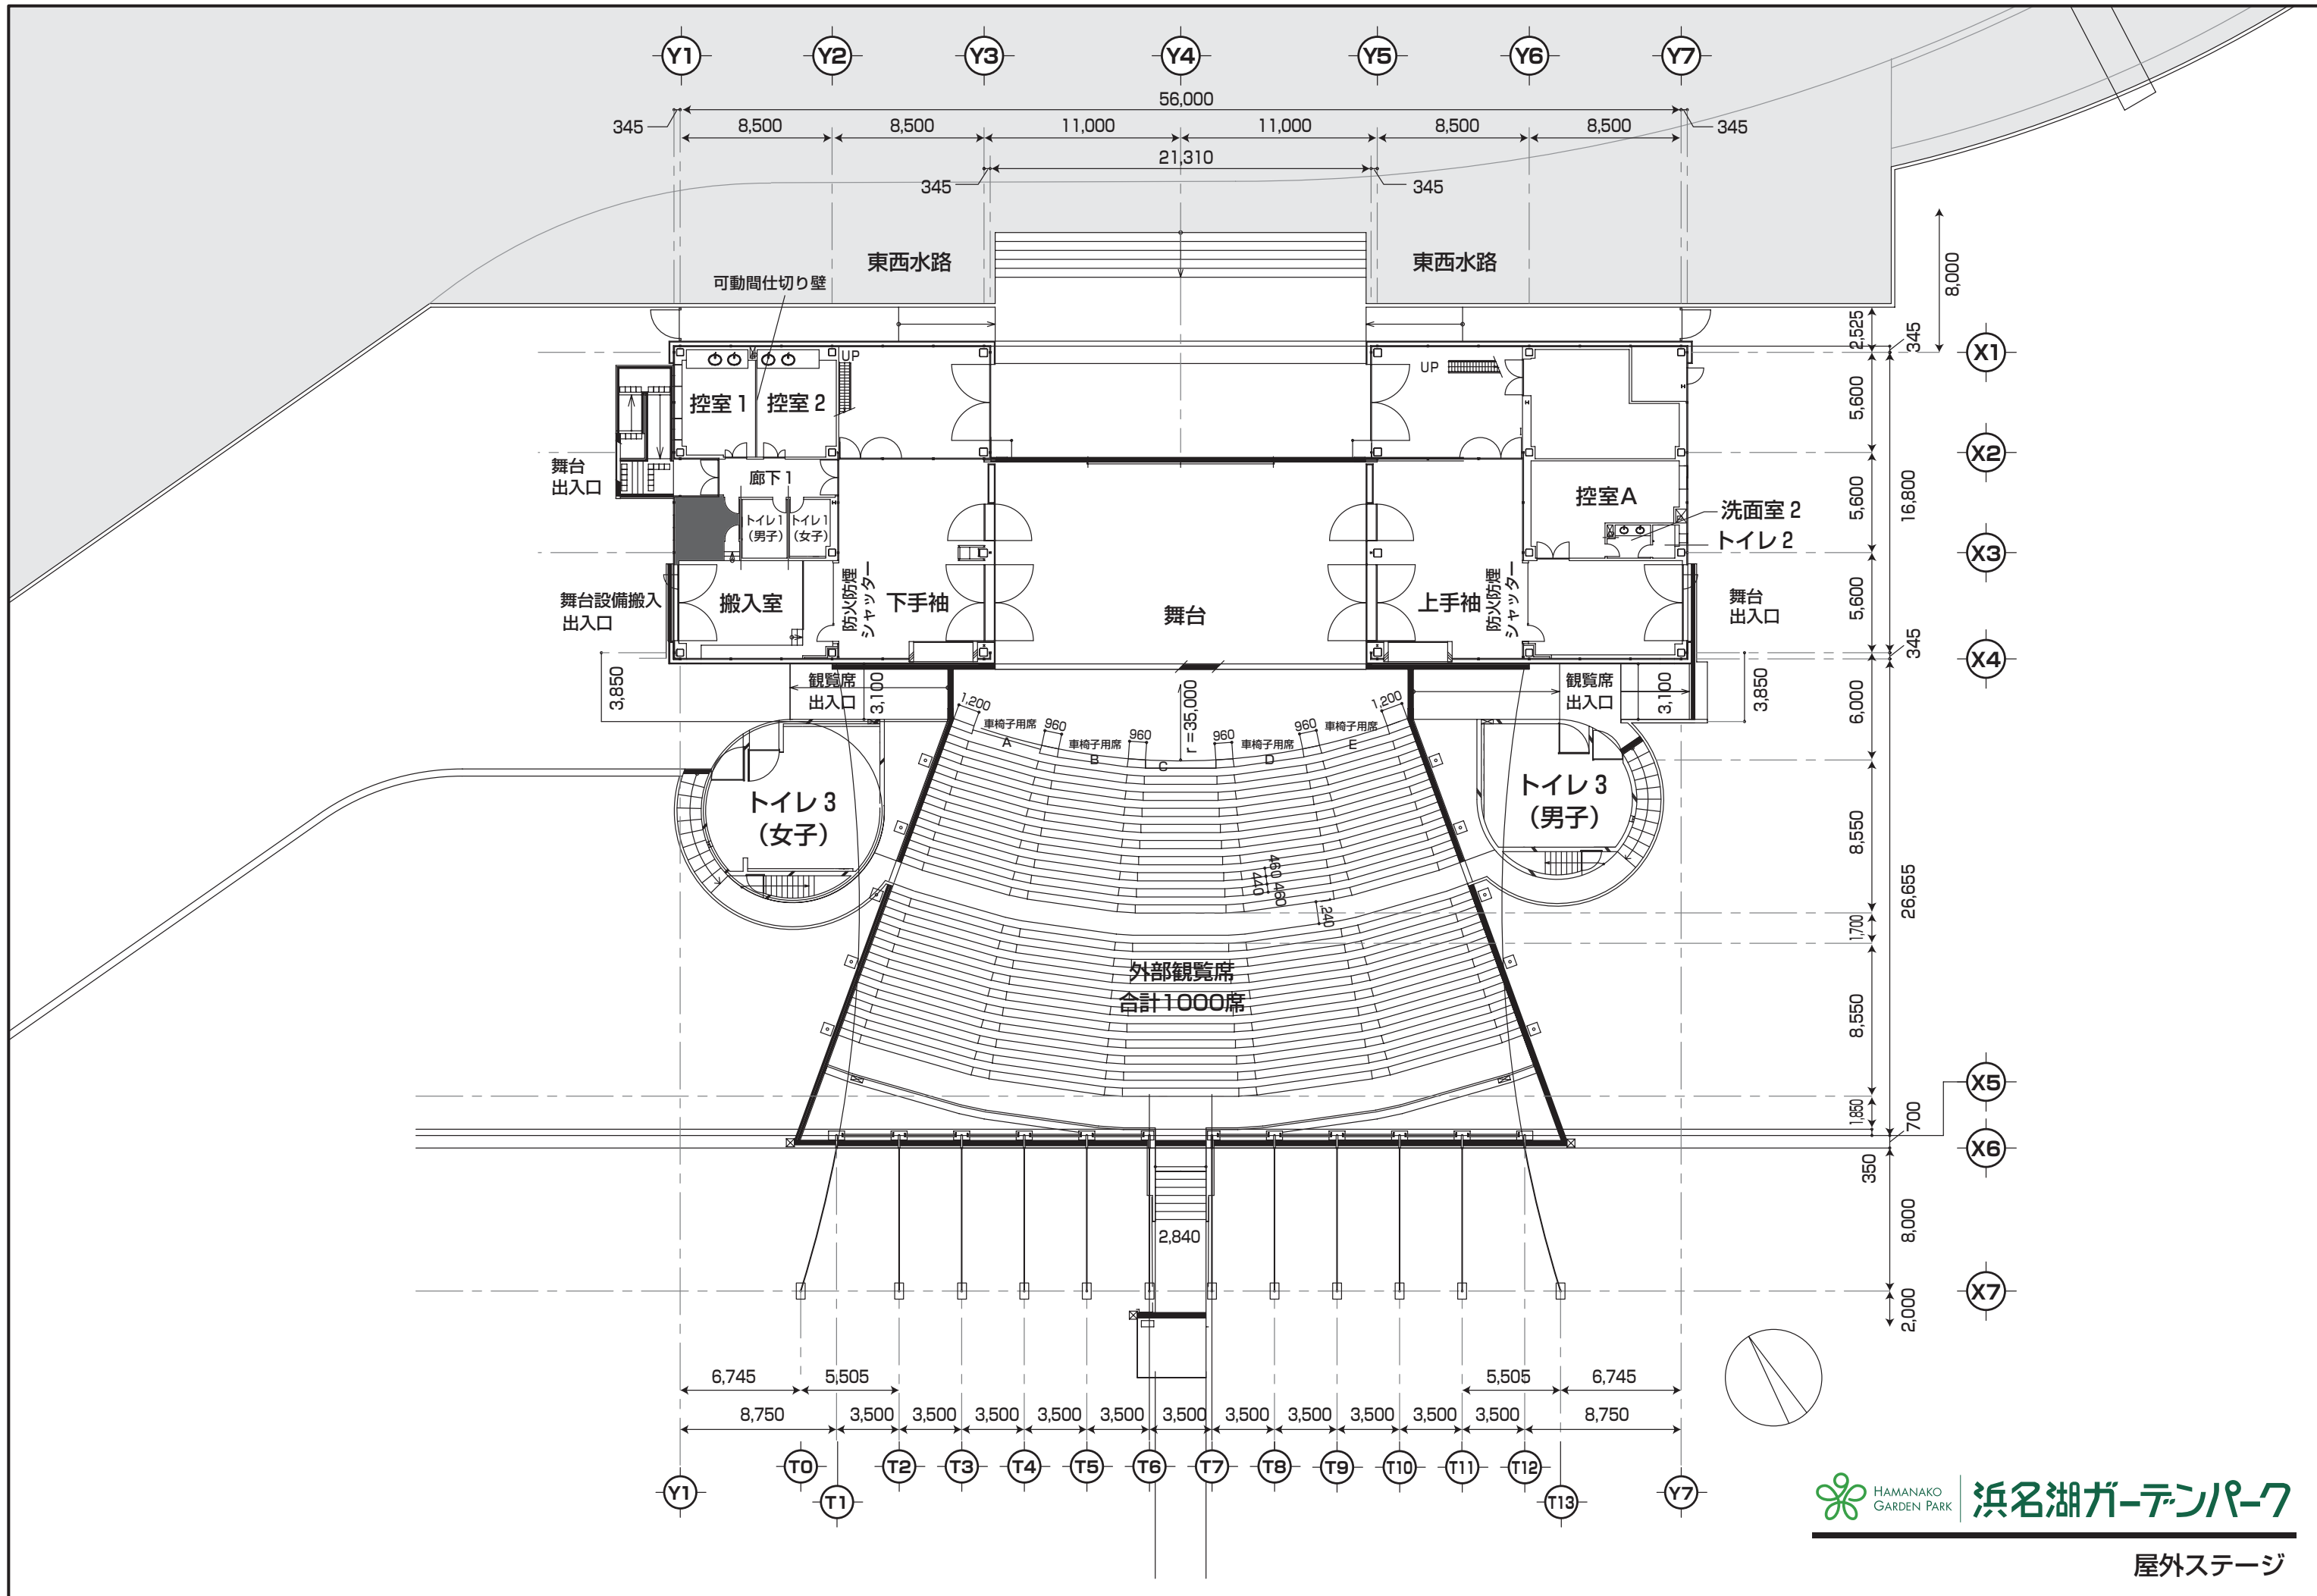 Y1 Y2 Y3 Y4 Y5 Y6 Y7
56,000
345 8,500 8,500 11,000 11,000 8,500 8,500 345
21,310
345 345
東西水路 東西水路
可動間仕切り壁
8,000
2,525
345
X1
UP UP
控室1 控室2
5,600
X2
舞台
出入口
廊下1
控室A
洗面室2
トイレ2
トイレ1
(男子)
トイレ1
(女子)
5,600
16,800
X3
舞台設備搬入
出入口
搬入室
防火防煙
シャッター
下手袖
舞台
上手袖
防火防煙
シャッター
舞台
出入口
5,600
345
X4
3,850
観覧席
出入口
3,100
1,200
車椅子用席
A
960
車椅子用席
B
960
C
r=35,000
960
車椅子用席
D
960
車椅子用席
E
1,200
観覧席
出入口
3,100
3,850
6,000
トイレ3
(女子)
トイレ3
(男子)
8,550
460
440
460
1,240
26,655
1,700
外部観覧席
合計1000席
8,550
X5
1,850
700
X6
350
2,840
8,000
X7
2,000
6,745 5,505 5,505 6,745
8,750 3,500 3,500 3,500 3,500 3,500 3,500 3,500 3,500 3,500 3,500 3,500 8,750
T0 T2 T3 T4 T5 T6 T7 T8 T9 T10 T11 T12
Y1 T1 T13 Y7
HAMANAKO
GARDEN PARK
浜名湖ガーデンパーク
屋外ステージ